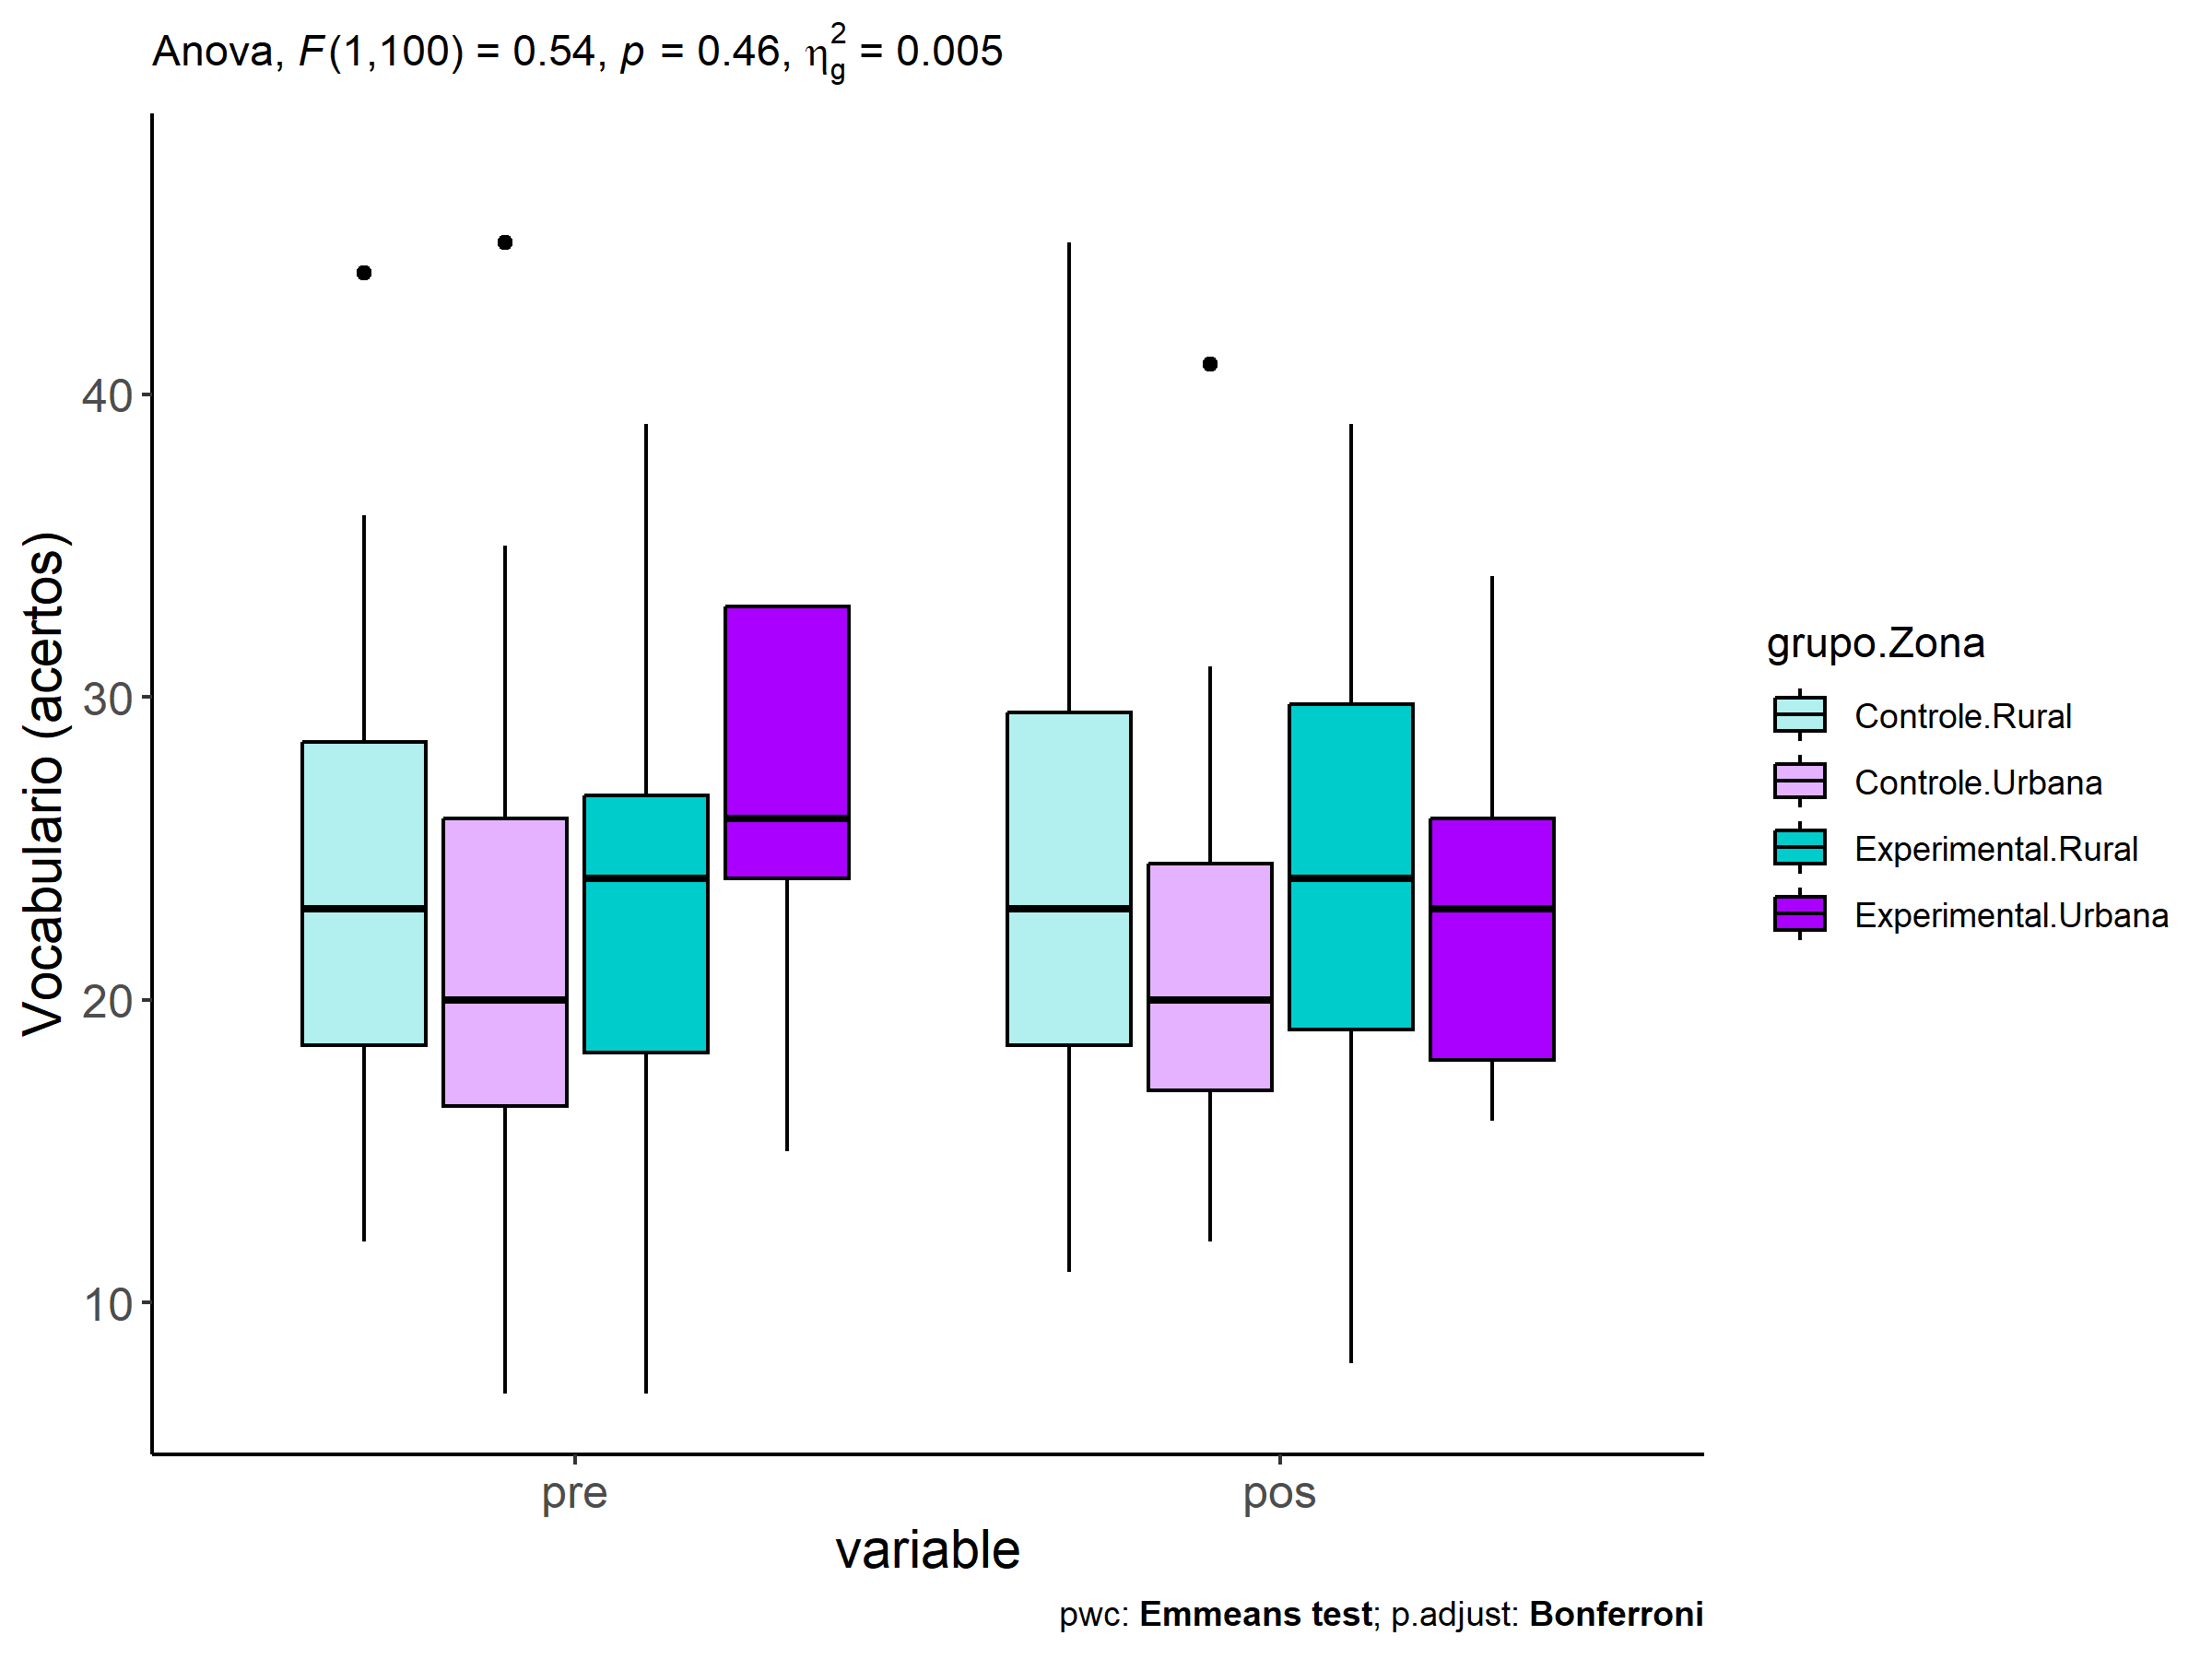 Anova, F(1,100) = 0.54, p = 0.46, η²g = 0.005
Vocabulario (acertos)
40
30
20
10
pre
pos
variable
grupo.Zona
Controle.Rural
Controle.Urbana
Experimental.Rural
Experimental.Urbana
pwc: Emmeans test; p.adjust: Bonferroni